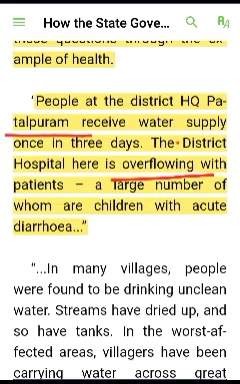 How the State Gove...
these questions through the ex-
ample of health.
"People at the district HQ Pa-
talpuram receive water supply
once in three days. The District
Hospital here is overflowing with
patients – a large number of
whom are children with acute
diarrhoea..."
"...In many villages, people
were found to be drinking unclean
water. Streams have dried up, and
so have tanks. In the worst-af-
fected areas, villagers have been
carrying water across great